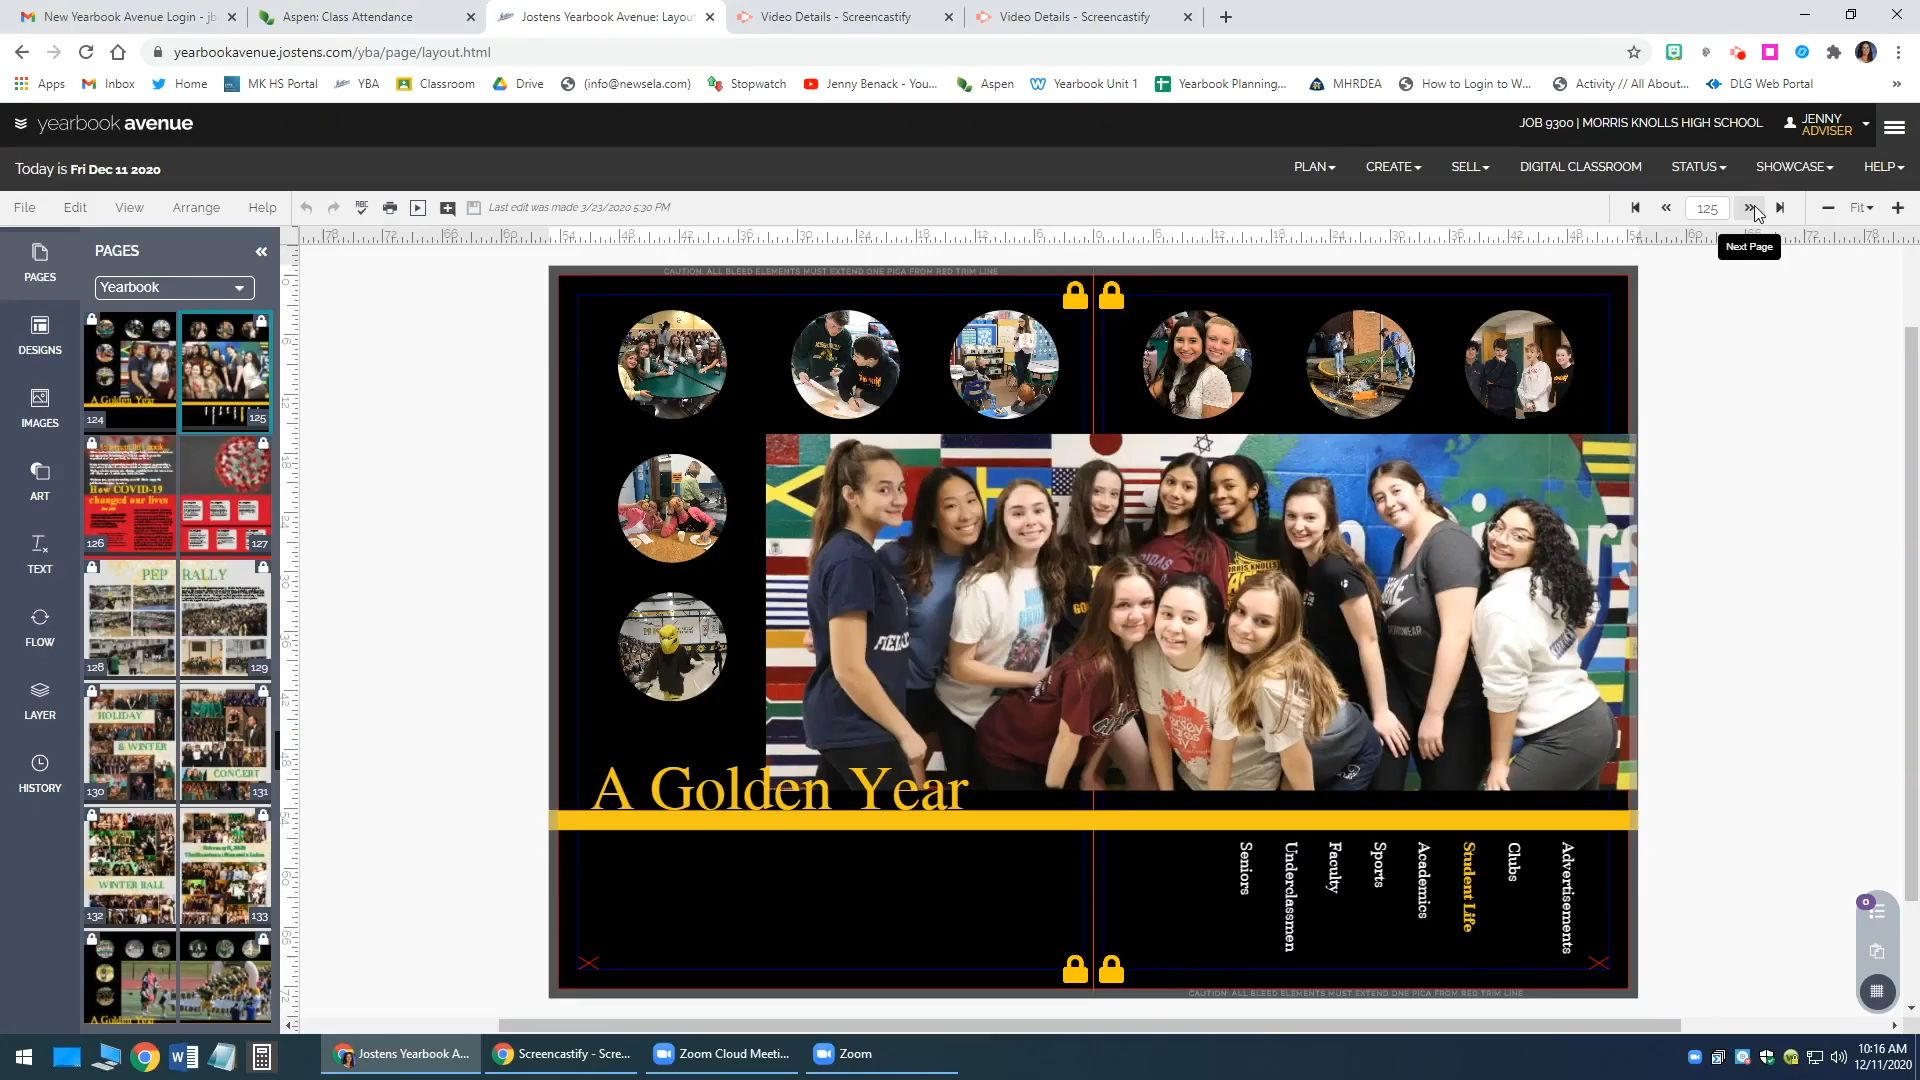 New Yearbook Avenue Login - jb
Aspen: Class Attendance
Jostens Yearbook Avenue: Layou
Video Details - Screencastify
Video Details - Screencastify
yearbookavenue.jostens.com/yba/page/layout.html
Apps
Inbox
Home
MK HS Portal
YBA
Classroom
Drive
(info@newsela.com)
Stopwatch
Jenny Benack - You...
Aspen
Yearbook Unit 1
Yearbook Planning...
MHRDEA
How to Login to W...
Activity // All About...
DLG Web Portal
yearbook avenue
JOB 9300 | MORRIS KNOLLS HIGH SCHOOL
JENNY
ADVISER
Today is Fri Dec 11 2020
PLAN
CREATE
SELL
DIGITAL CLASSROOM
STATUS
SHOWCASE
HELP
File
Edit
View
Arrange
Help
ABC
Last edit was made 3/23/2020 5:30 PM
125
Fit
Next Page
PAGES
DESIGNS
IMAGES
ART
TEXT
FLOW
LAYER
HISTORY
PAGES
Yearbook
A Golden Year
124
125
How COVID-19
changed our lives
126
127
PEP RALLY
128
129
HOLIDAY
& WINTER
CONCERT
130
131
WINTER BALL
132
133
A Golden Year
CAUTION: ALL BLEED ELEMENTS MUST EXTEND ONE PICA FROM RED TRIM LINE
A Golden Year
Seniors
Underclassmen
Faculty
Sports
Academics
Student Life
Clubs
Advertisements
CAUTION: ALL BLEED ELEMENTS MUST EXTEND ONE PICA FROM RED TRIM LINE
Jostens Yearbook A...
Screencastify - Scre...
Zoom Cloud Meeti...
Zoom
10:16 AM
12/11/2020